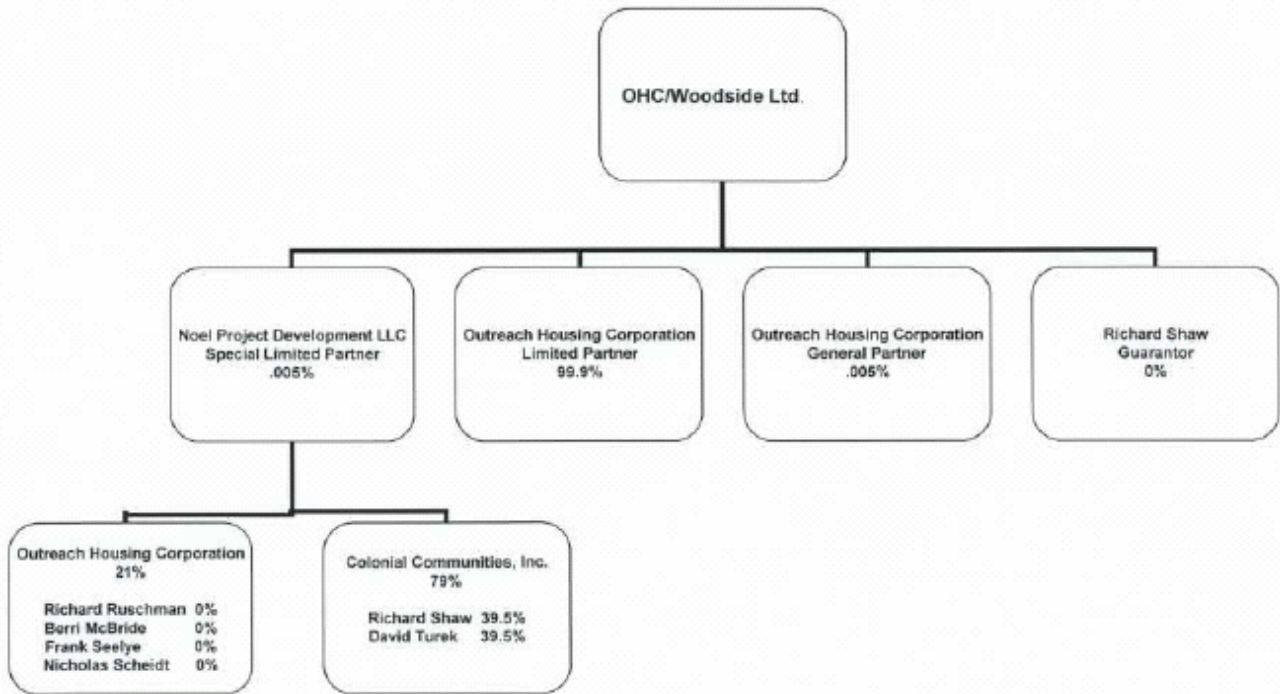 OHC/Woodside Ltd.
Noel Project Development LLC
Special Limited Partner
.005%
Outreach Housing Corporation
Limited Partner
99.9%
Outreach Housing Corporation
General Partner
.005%
Richard Shaw
Guarantor
0%
Outreach Housing Corporation
21%
Richard Ruschman 0%
Berri McBride 0%
Frank Seelye 0%
Nicholas Scheidt 0%
Colonial Communities, Inc.
79%
Richard Shaw 39.5%
David Turek 39.5%